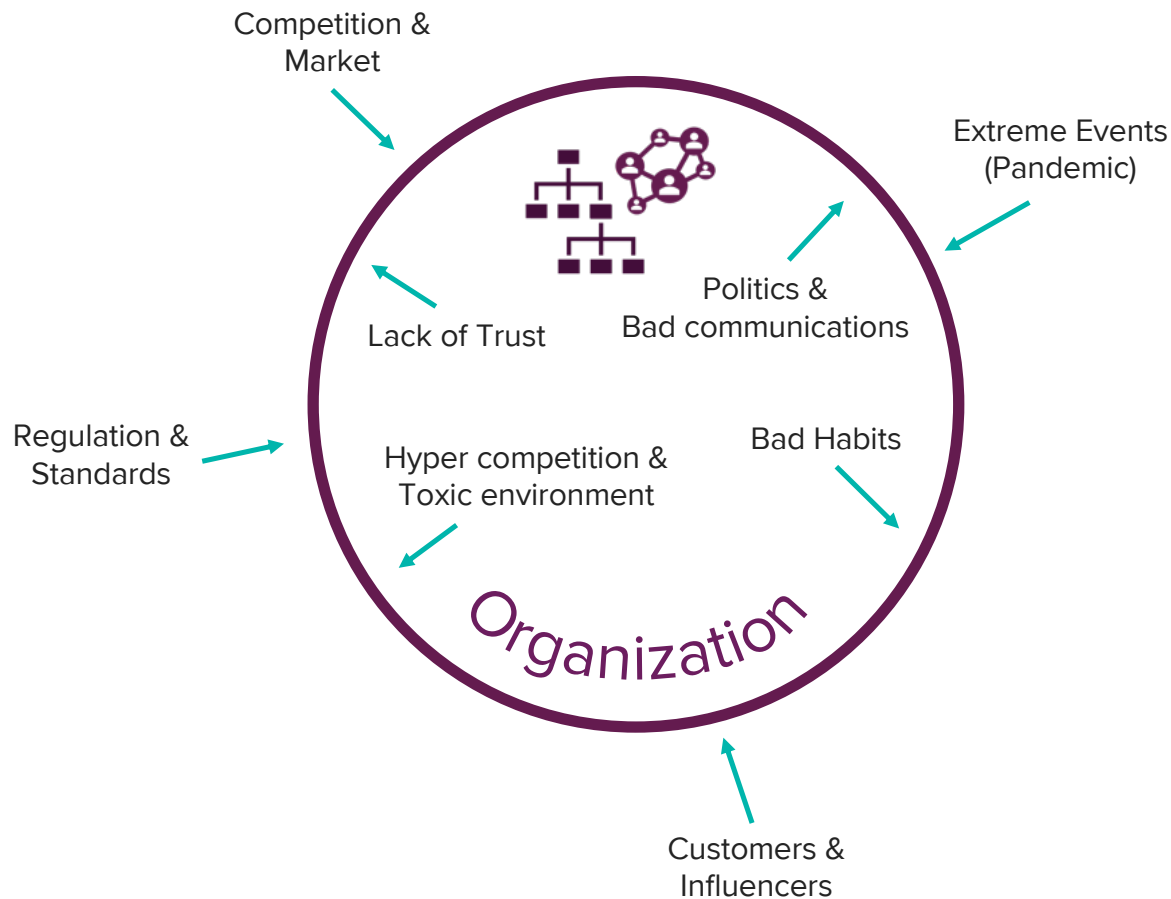 Competition &
Market
Extreme Events
(Pandemic)
Politics &
Bad communications
Lack of Trust
Regulation &
Standards
Hyper competition &
Toxic environment
Bad Habits
Organization
Customers &
Influencers